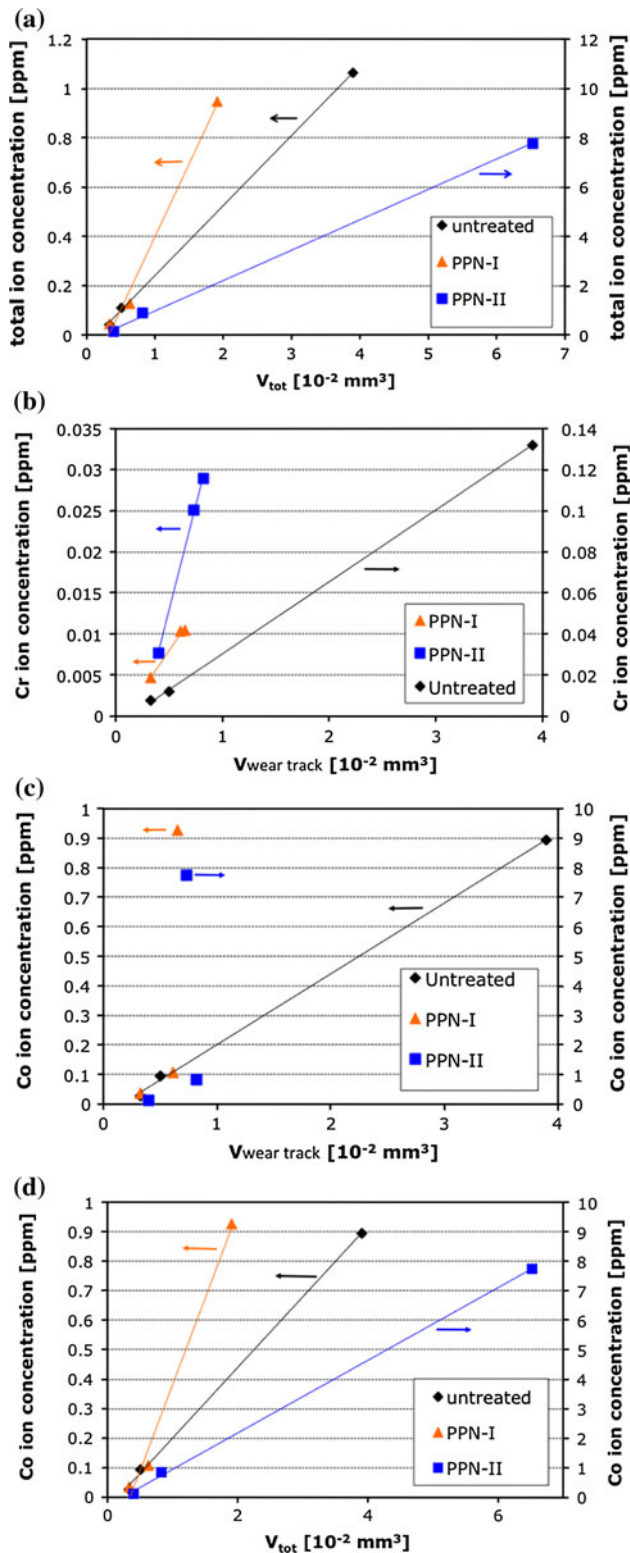 (a)
total ion concentration [ppm]
1.2
1
0.8
0.6
0.4
0.2
0
12
10
8
6
4
2
0
total ion concentration [ppm]
untreated
PPN-I
PPN-II
0 1 2 3 4 5 6 7
Vtot [10-2 mm3]
(b)
Cr ion concentration [ppm]
0.035
0.03
0.025
0.02
0.015
0.01
0.005
0
0.14
0.12
0.1
0.08
0.06
0.04
0.02
0
Cr ion concentration [ppm]
PPN-I
PPN-II
Untreated
0 1 2 3 4
Vwear track [10-2 mm3]
(c)
Co ion concentration [ppm]
1
0.9
0.8
0.7
0.6
0.5
0.4
0.3
0.2
0.1
0
10
9
8
7
6
5
4
3
2
1
0
Co ion concentration [ppm]
Untreated
PPN-I
PPN-II
0 1 2 3 4
Vwear track [10-2 mm3]
(d)
Co ion concentration [ppm]
1
0.9
0.8
0.7
0.6
0.5
0.4
0.3
0.2
0.1
0
10
9
8
7
6
5
4
3
2
1
0
Co ion concentration [ppm]
untreated
PPN-I
PPN-II
0 2 4 6
Vtot [10-2 mm3]